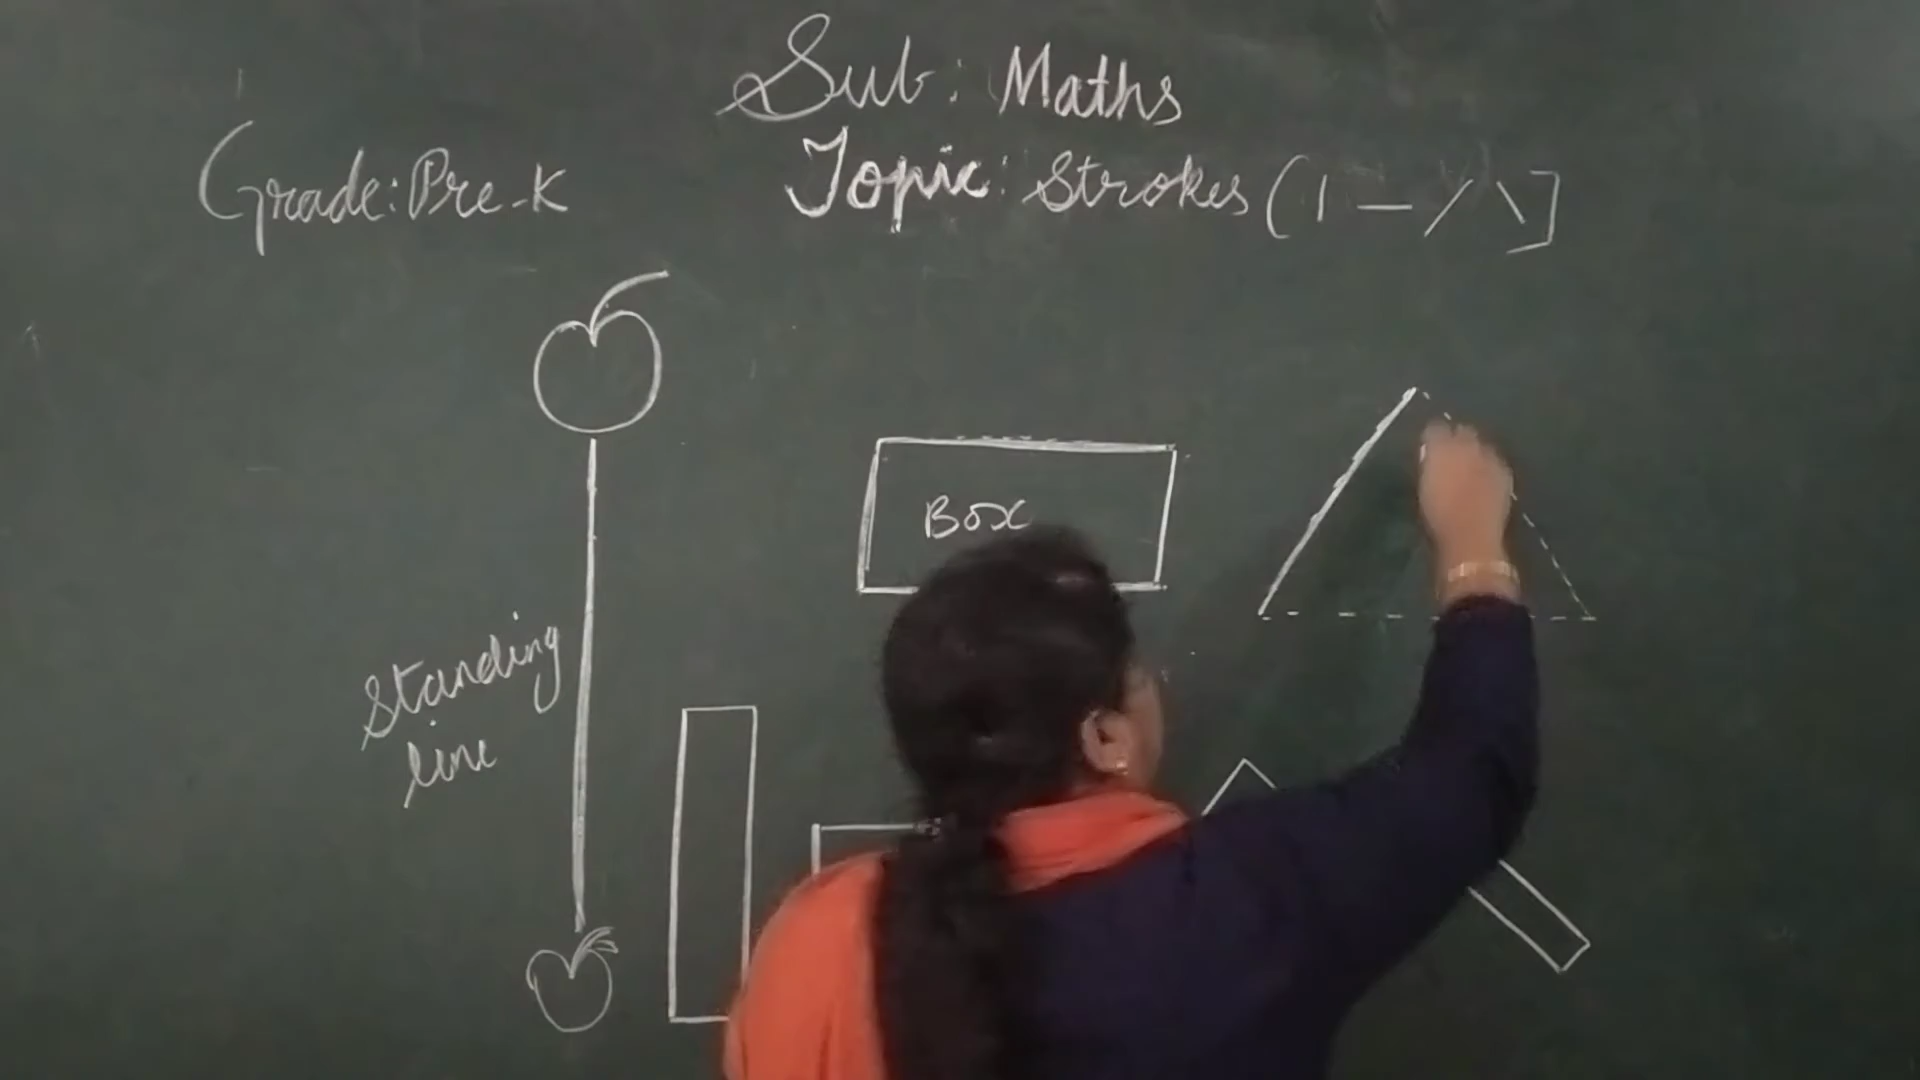 Sub: Maths
Grade: Pre-K
Topic: Strokes (| — / \]
Box
Standing
line